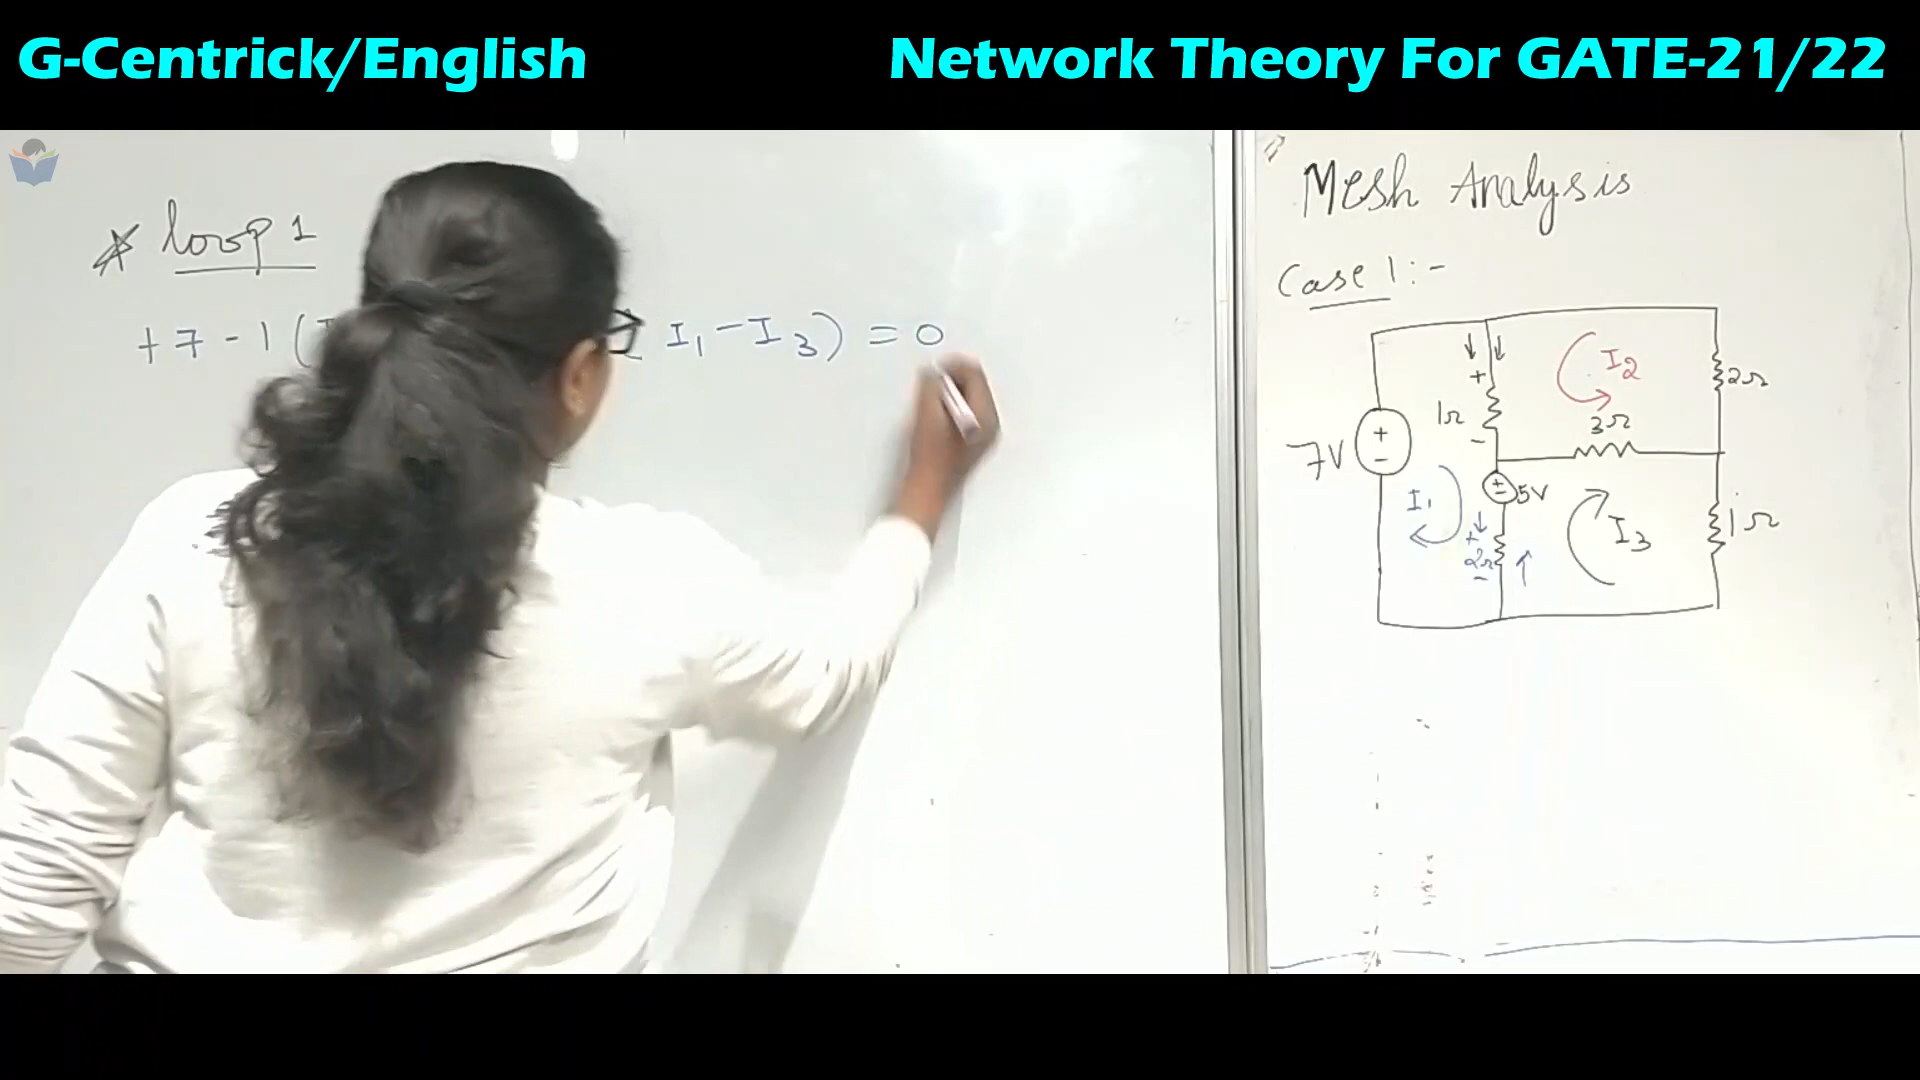 G-Centrick/English
Network Theory For GATE-21/22
* loop 1
+7 - 1 (I
I₁ - I₃) = 0
Mesh Analysis
Case 1 :-
I₂
2Ω
+
1Ω
3Ω
-
7V
+
-
± 5V
I₁
I₃
1Ω
+
2Ω
-